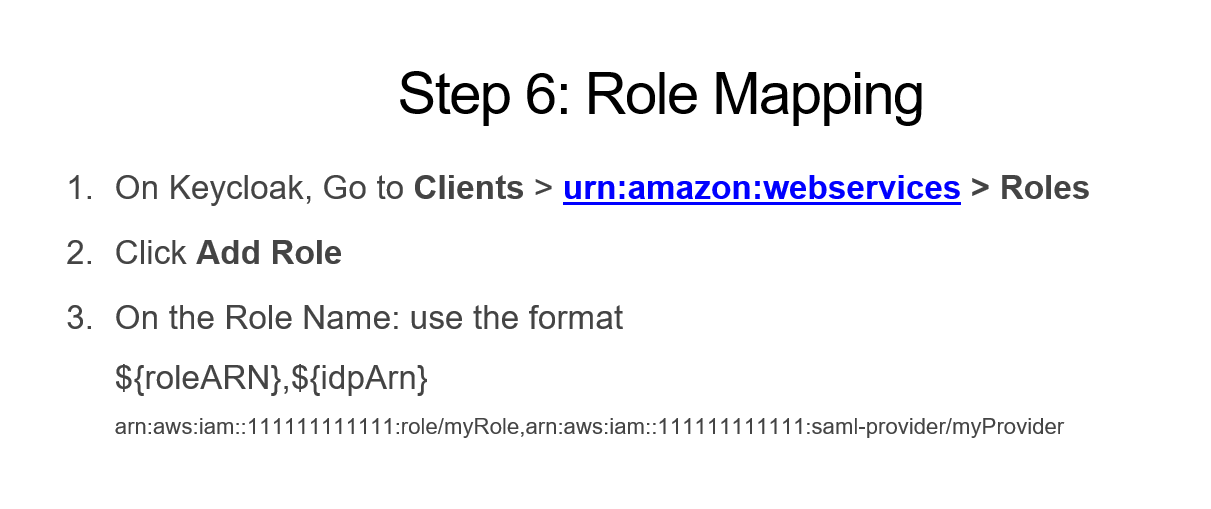 Step 6: Role Mapping
1. On Keycloak, Go to Clients > urn:amazon:webservices > Roles
2. Click Add Role
3. On the Role Name: use the format
${roleARN},${idpArn}
arn:aws:iam::111111111111:role/myRole,arn:aws:iam::111111111111:saml-provider/myProvider